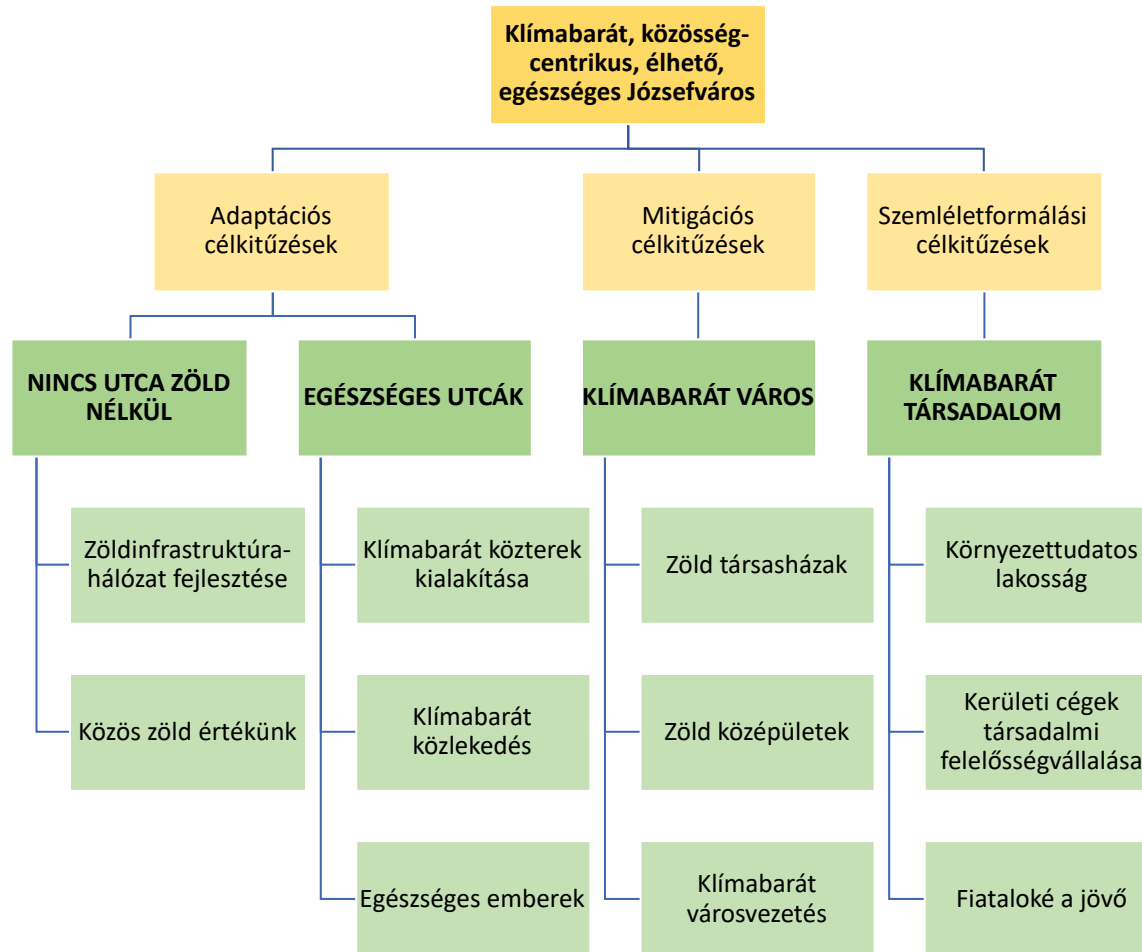 Klímabarát, közösség-
centrikus, élhető,
egészséges Józsefváros
Adaptációs
célkitűzések
Mitigációs
célkitűzések
Szemléletformálási
célkitűzések
NINCS UTCA ZÖLD
NÉLKÜL
EGÉSZSÉGES UTCÁK
KLÍMABARÁT VÁROS
KLÍMABARÁT
TÁRSADALOM
Zöldinfrastruktúra-
hálózat fejlesztése
Közös zöld értékünk
Klímabarát közterek
kialakítása
Klímabarát
közlekedés
Egészséges emberek
Zöld társasházak
Zöld középületek
Klímabarát
városvezetés
Környezettudatos
lakosság
Kerületi cégek
társadalmi
felelősségvállalása
Fiataloké a jövő